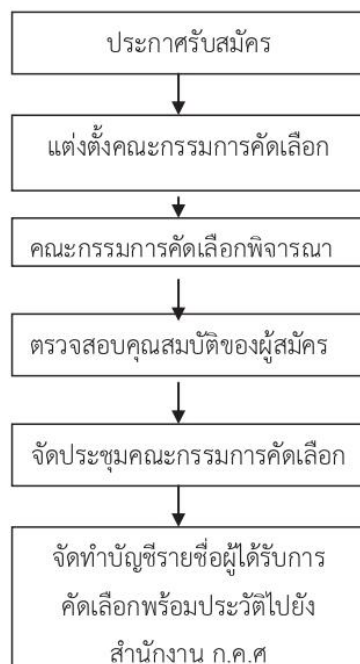 ประกาศรับสมัคร
แต่งตั้งคณะกรรมการคัดเลือก
คณะกรรมการคัดเลือกพิจารณา
ตรวจสอบคุณสมบัติของผู้สมัคร
จัดประชุมคณะกรรมการคัดเลือก
จัดทำบัญชีรายชื่อผู้ได้รับการ
คัดเลือกพร้อมประวัติไปยัง
สำนักงาน ก.ค.ศ